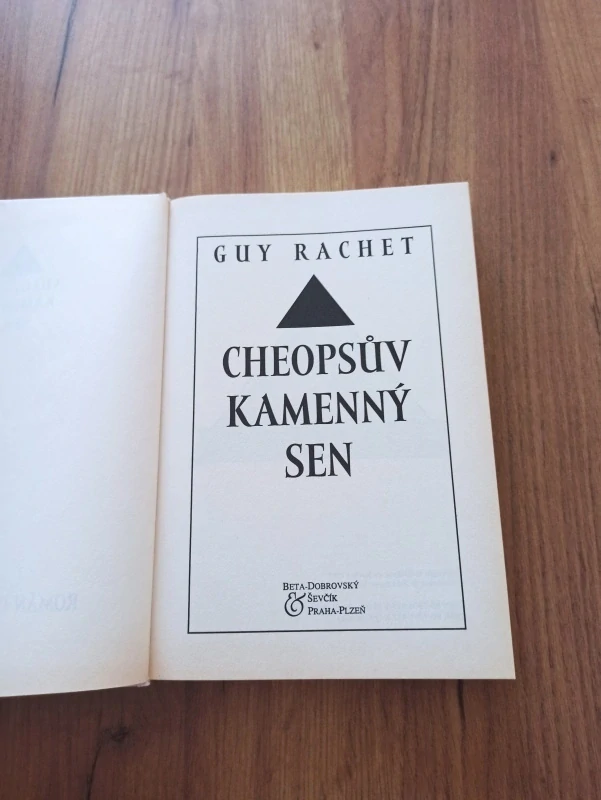 GUY RACHET
CHEOPSŮV
KAMENNÝ
SEN
BETA-DOBROVSKÝ
& ŠEVČÍK
PRAHA-PLZEŇ